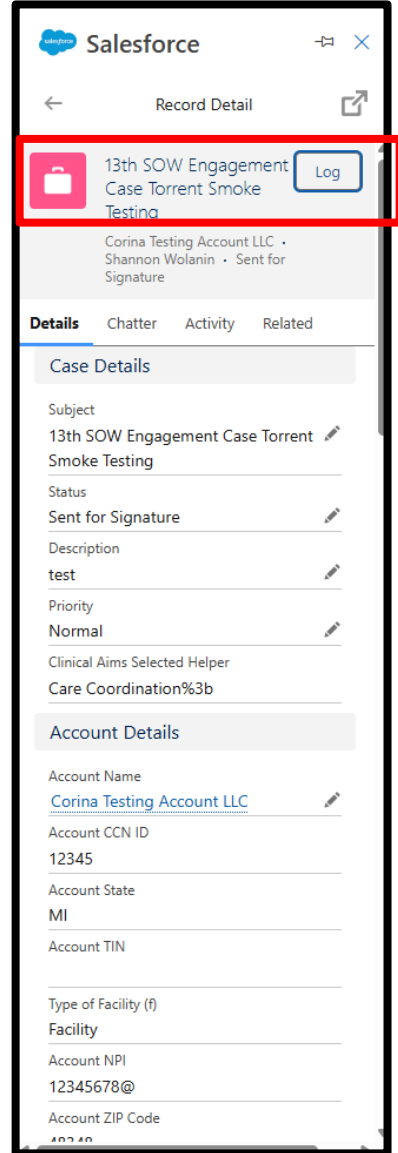 salesforce
Salesforce
Record Detail
13th SOW Engagement
Case Torrent Smoke
Testing
Log
Corina Testing Account LLC •
Shannon Wolanin • Sent for
Signature
Details Chatter Activity Related
Case Details
Subject
13th SOW Engagement Case Torrent
Smoke Testing
Status
Sent for Signature
Description
test
Priority
Normal
Clinical Aims Selected Helper
Care Coordination%3b
Account Details
Account Name
Corina Testing Account LLC
Account CCN ID
12345
Account State
MI
Account TIN
Type of Facility (f)
Facility
Account NPI
12345678@
Account ZIP Code